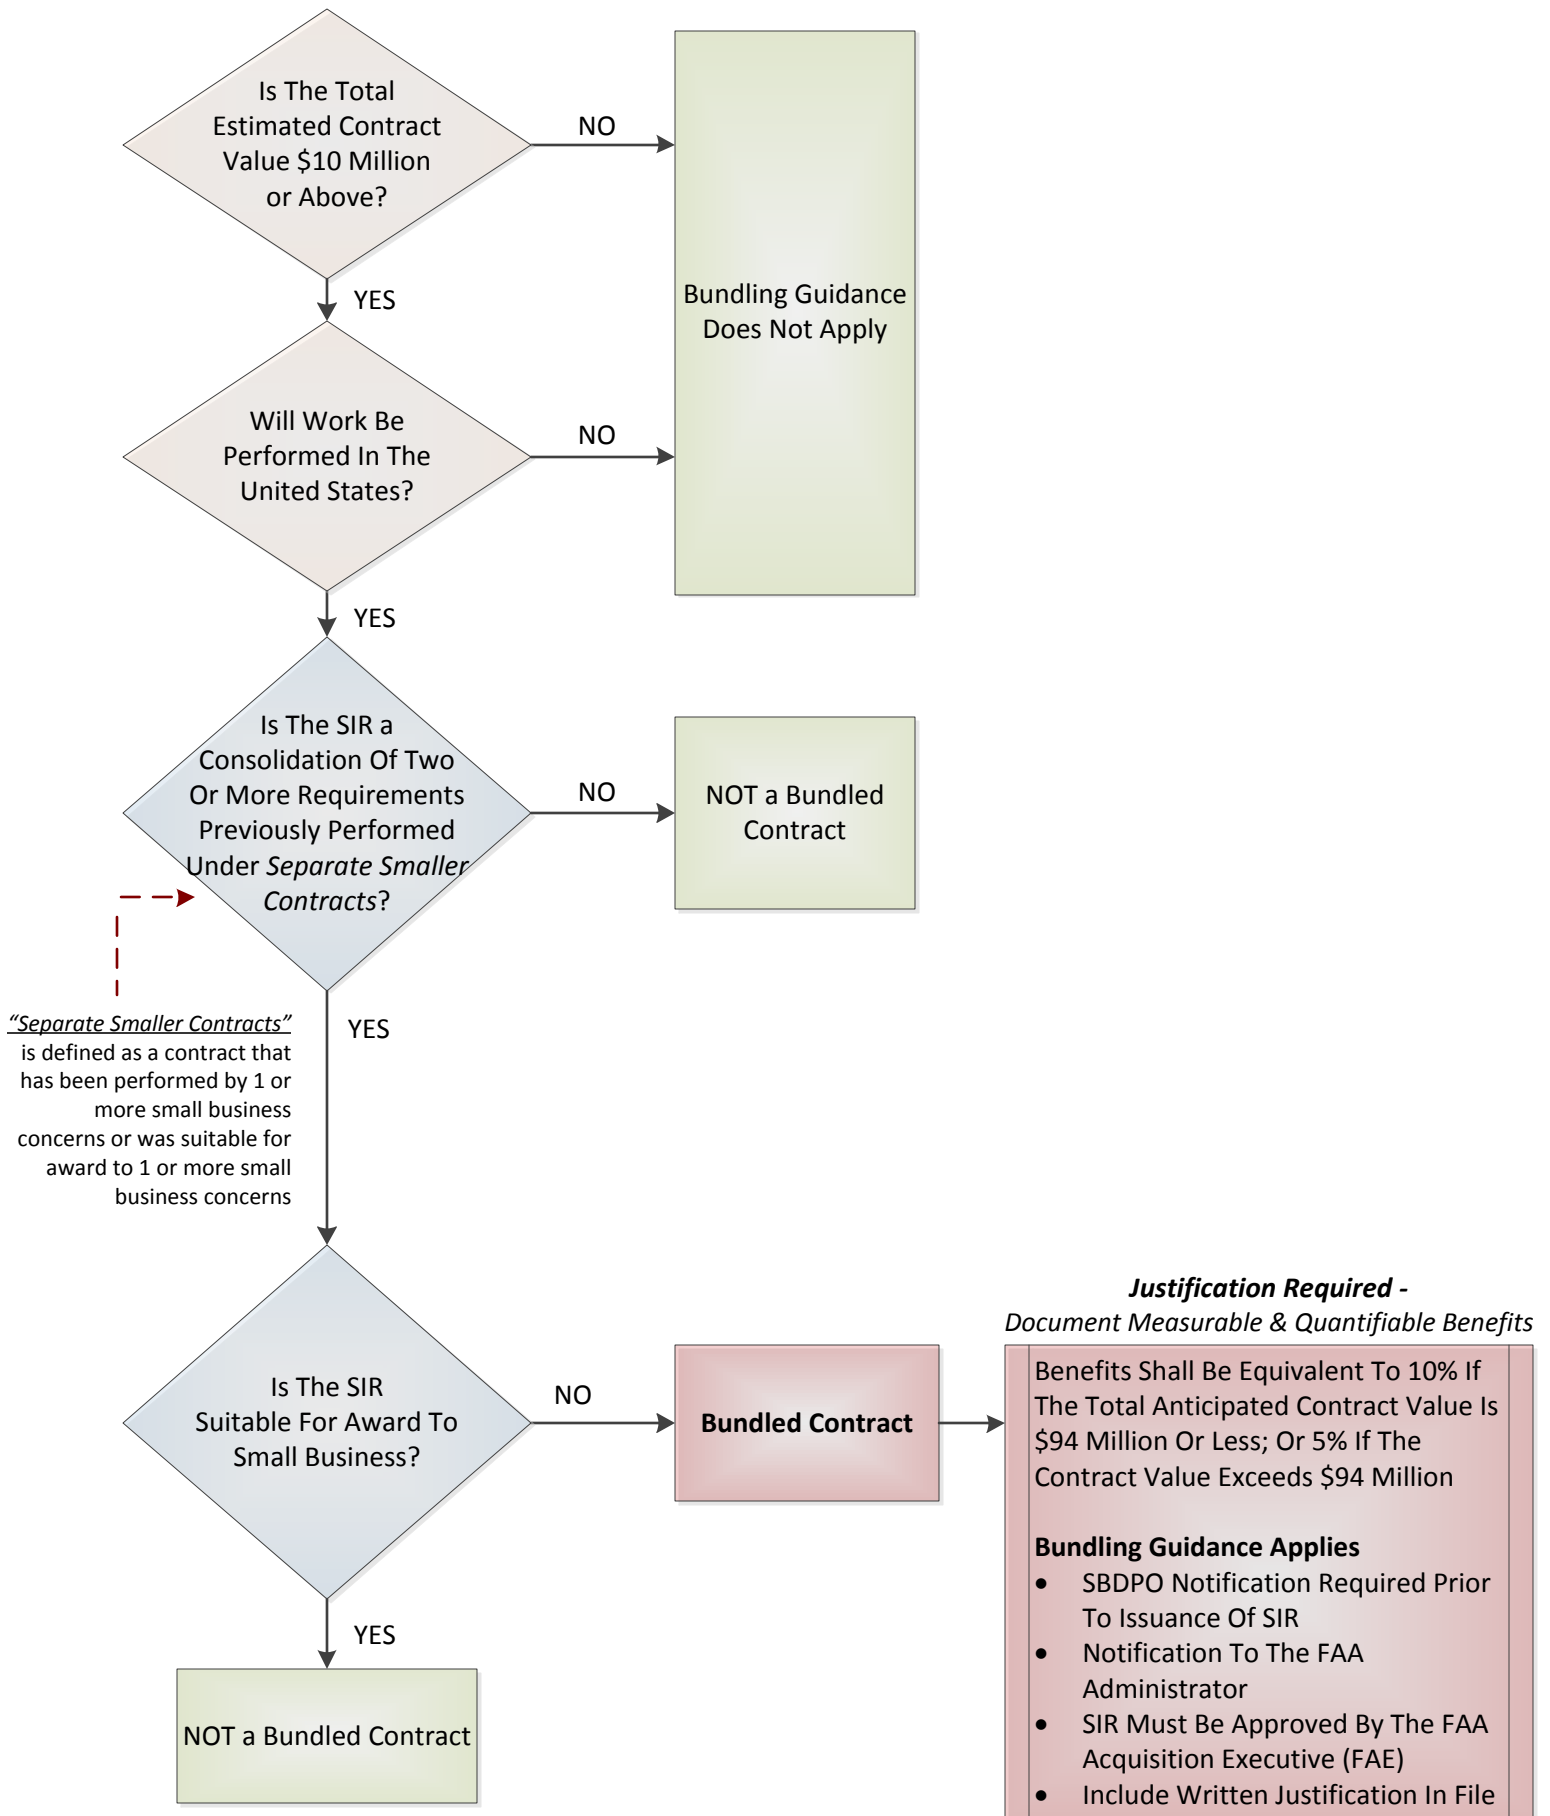 Is The Total
Estimated Contract
Value $10 Million
or Above?
NO
YES
Bundling Guidance
Does Not Apply
Will Work Be
Performed In The
United States?
NO
YES
Is The SIR a
Consolidation Of Two
Or More Requirements
Previously Performed
Under Separate Smaller
Contracts?
NO
NOT a Bundled
Contract
"Separate Smaller Contracts"
is defined as a contract that
has been performed by 1 or
more small business
concerns or was suitable for
award to 1 or more small
business concerns
YES
Is The SIR
Suitable For Award To
Small Business?
NO
Bundled Contract
Justification Required -
Document Measurable & Quantifiable Benefits
Benefits Shall Be Equivalent To 10% If
The Total Anticipated Contract Value Is
$94 Million Or Less; Or 5% If The
Contract Value Exceeds $94 Million
Bundling Guidance Applies
• SBDPO Notification Required Prior
To Issuance Of SIR
• Notification To The FAA
Administrator
• SIR Must Be Approved By The FAA
Acquisition Executive (FAE)
• Include Written Justification In File
YES
NOT a Bundled Contract